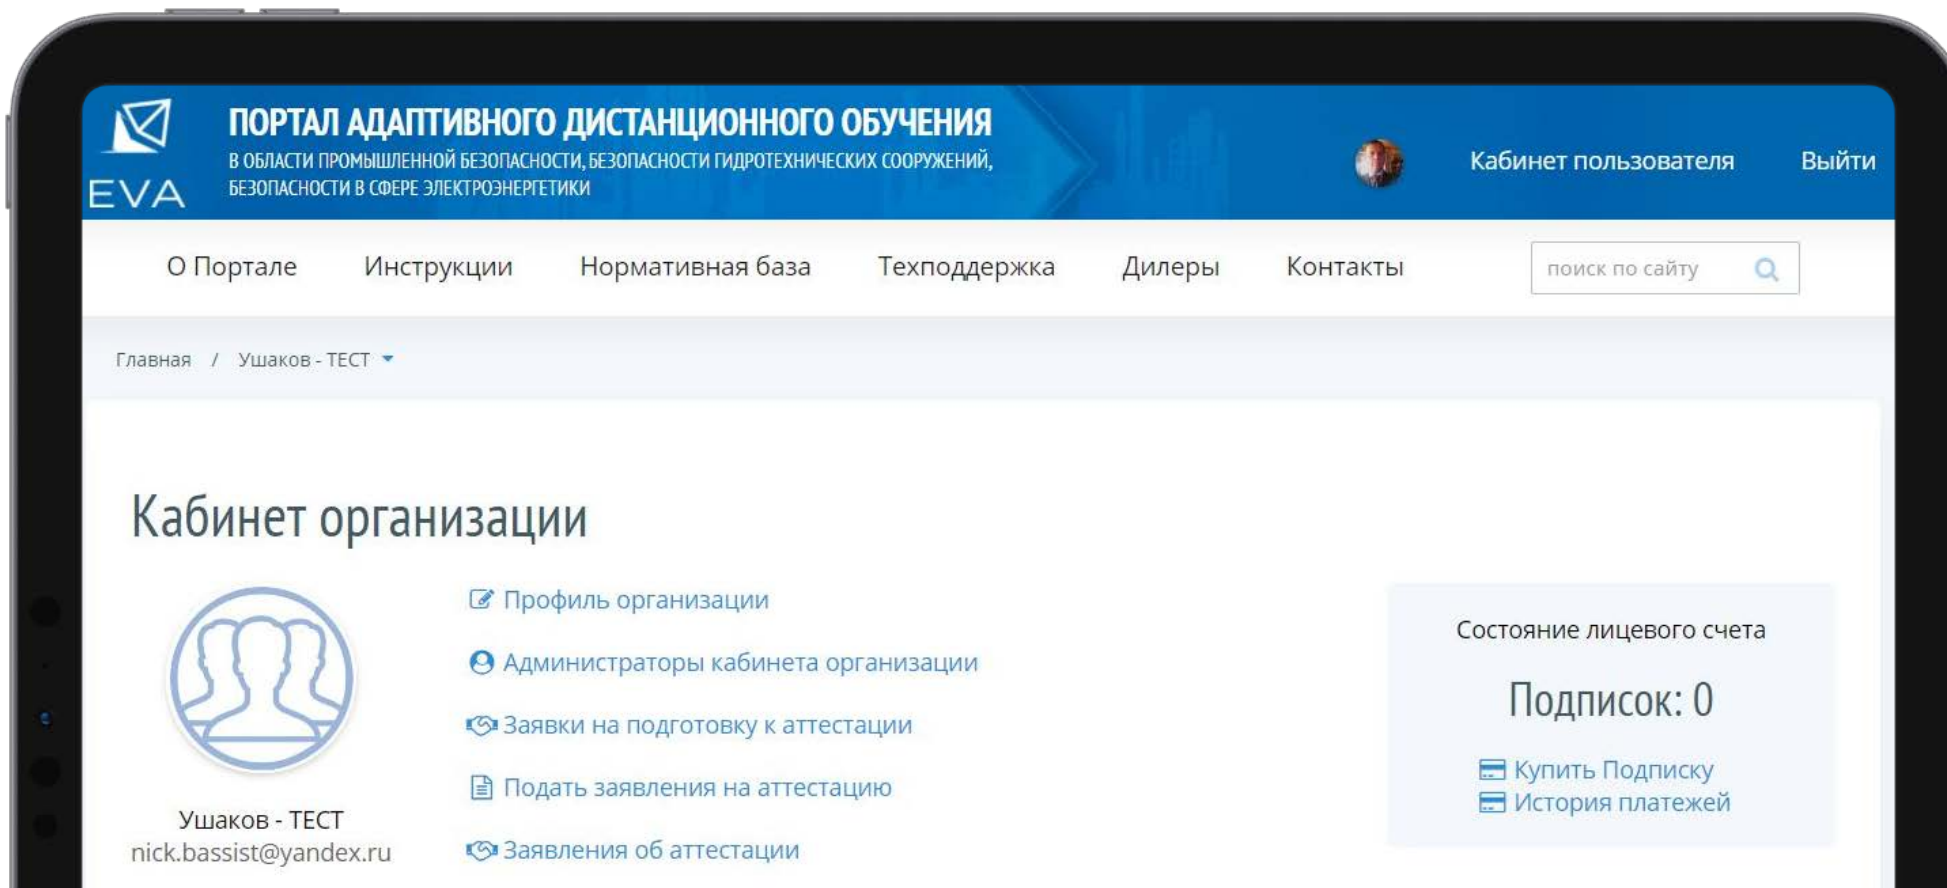 EVA
ПОРТАЛ АДАПТИВНОГО ДИСТАНЦИОННОГО ОБУЧЕНИЯ
В ОБЛАСТИ ПРОМЫШЛЕННОЙ БЕЗОПАСНОСТИ, БЕЗОПАСНОСТИ ГИДРОТЕХНИЧЕСКИХ СООРУЖЕНИЙ,
БЕЗОПАСНОСТИ В СФЕРЕ ЭЛЕКТРОЭНЕРГЕТИКИ
Кабинет пользователя Выйти
О Портале Инструкции Нормативная база Техподдержка Дилеры Контакты поиск по сайту
Главная / Ушаков - ТЕСТ
Кабинет организации
Ушаков - ТЕСТ
nick.bassist@yandex.ru
Профиль организации
Администраторы кабинета организации
Заявки на подготовку к аттестации
Подать заявления на аттестацию
Заявления об аттестации
Состояние лицевого счета
Подписок: 0
Купить Подписку
История платежей